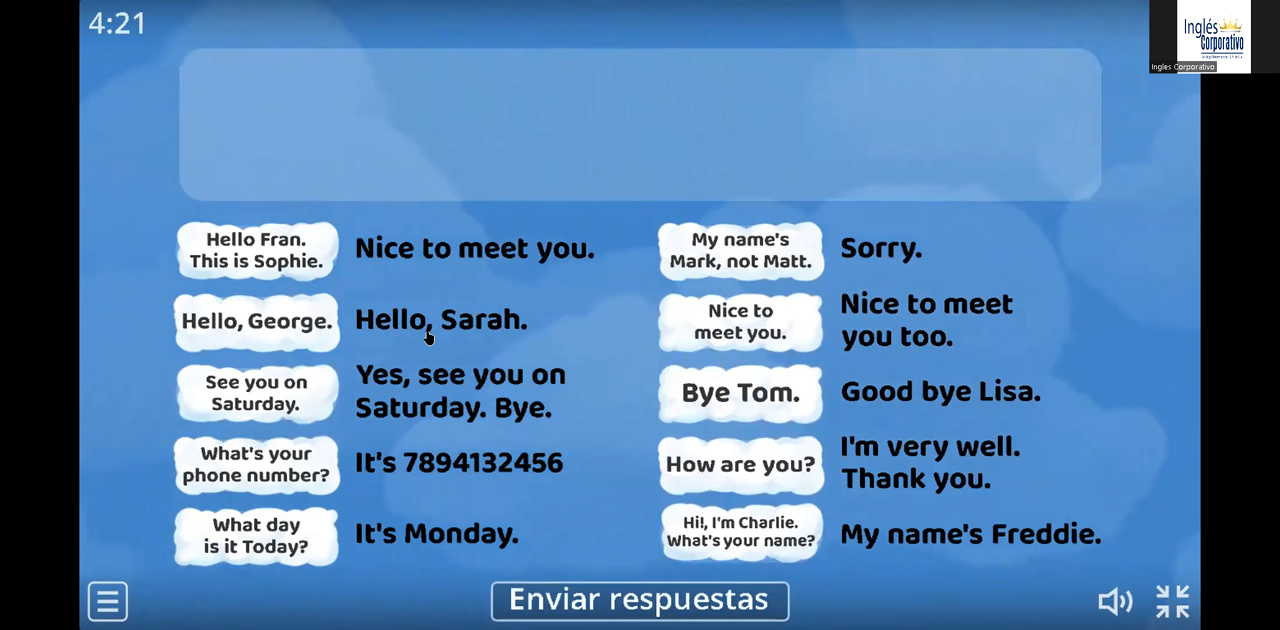 4:21
Inglés
Corporativo
Ingles Corporativo
Hello Fran.
This is Sophie.
Nice to meet you.
My name's
Mark, not Matt.
Sorry.
Hello, George.
Hello, Sarah.
Nice to
meet you.
Nice to meet
you too.
See you on
Saturday.
Yes, see you on
Saturday. Bye.
Bye Tom.
Good bye Lisa.
What's your
phone number?
It's 7894132456
How are you?
I'm very well.
Thank you.
What day
is it Today?
It's Monday.
Hi!, I'm Charlie.
What's your name?
My name's Freddie.
Enviar respuestas